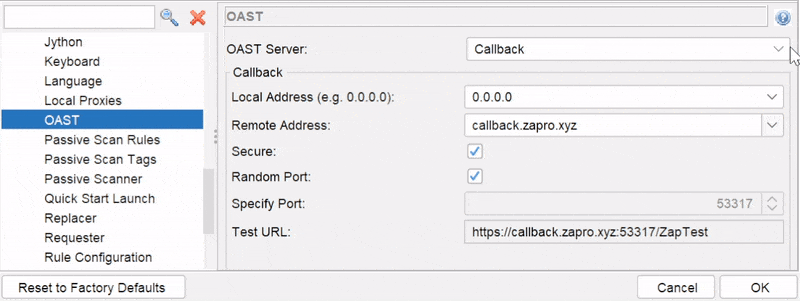 OAST
Jython
Keyboard
Language
Local Proxies
OAST
Passive Scan Rules
Passive Scan Tags
Passive Scanner
Quick Start Launch
Replacer
Requester
Rule Configuration
OAST Server: Callback
Callback
Local Address (e.g. 0.0.0.0): 0.0.0.0
Remote Address: callback.zapro.xyz
Secure:
Random Port:
Specify Port: 53317
Test URL: https://callback.zapro.xyz:53317/ZapTest
Reset to Factory Defaults
Cancel
OK